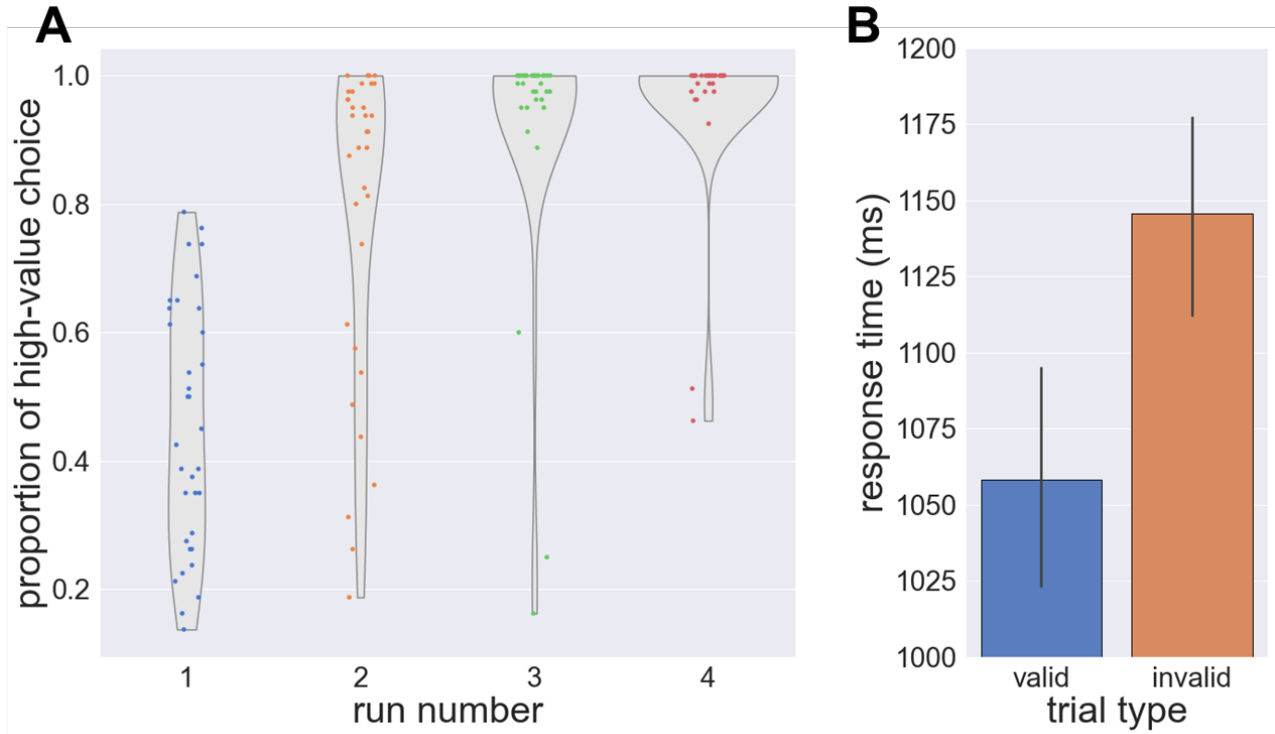 A
proportion of high-value choice
1.0
0.8
0.6
0.4
0.2
1 2 3 4
run number
B
response time (ms)
1200
1175
1150
1125
1100
1075
1050
1025
1000
valid invalid
trial type